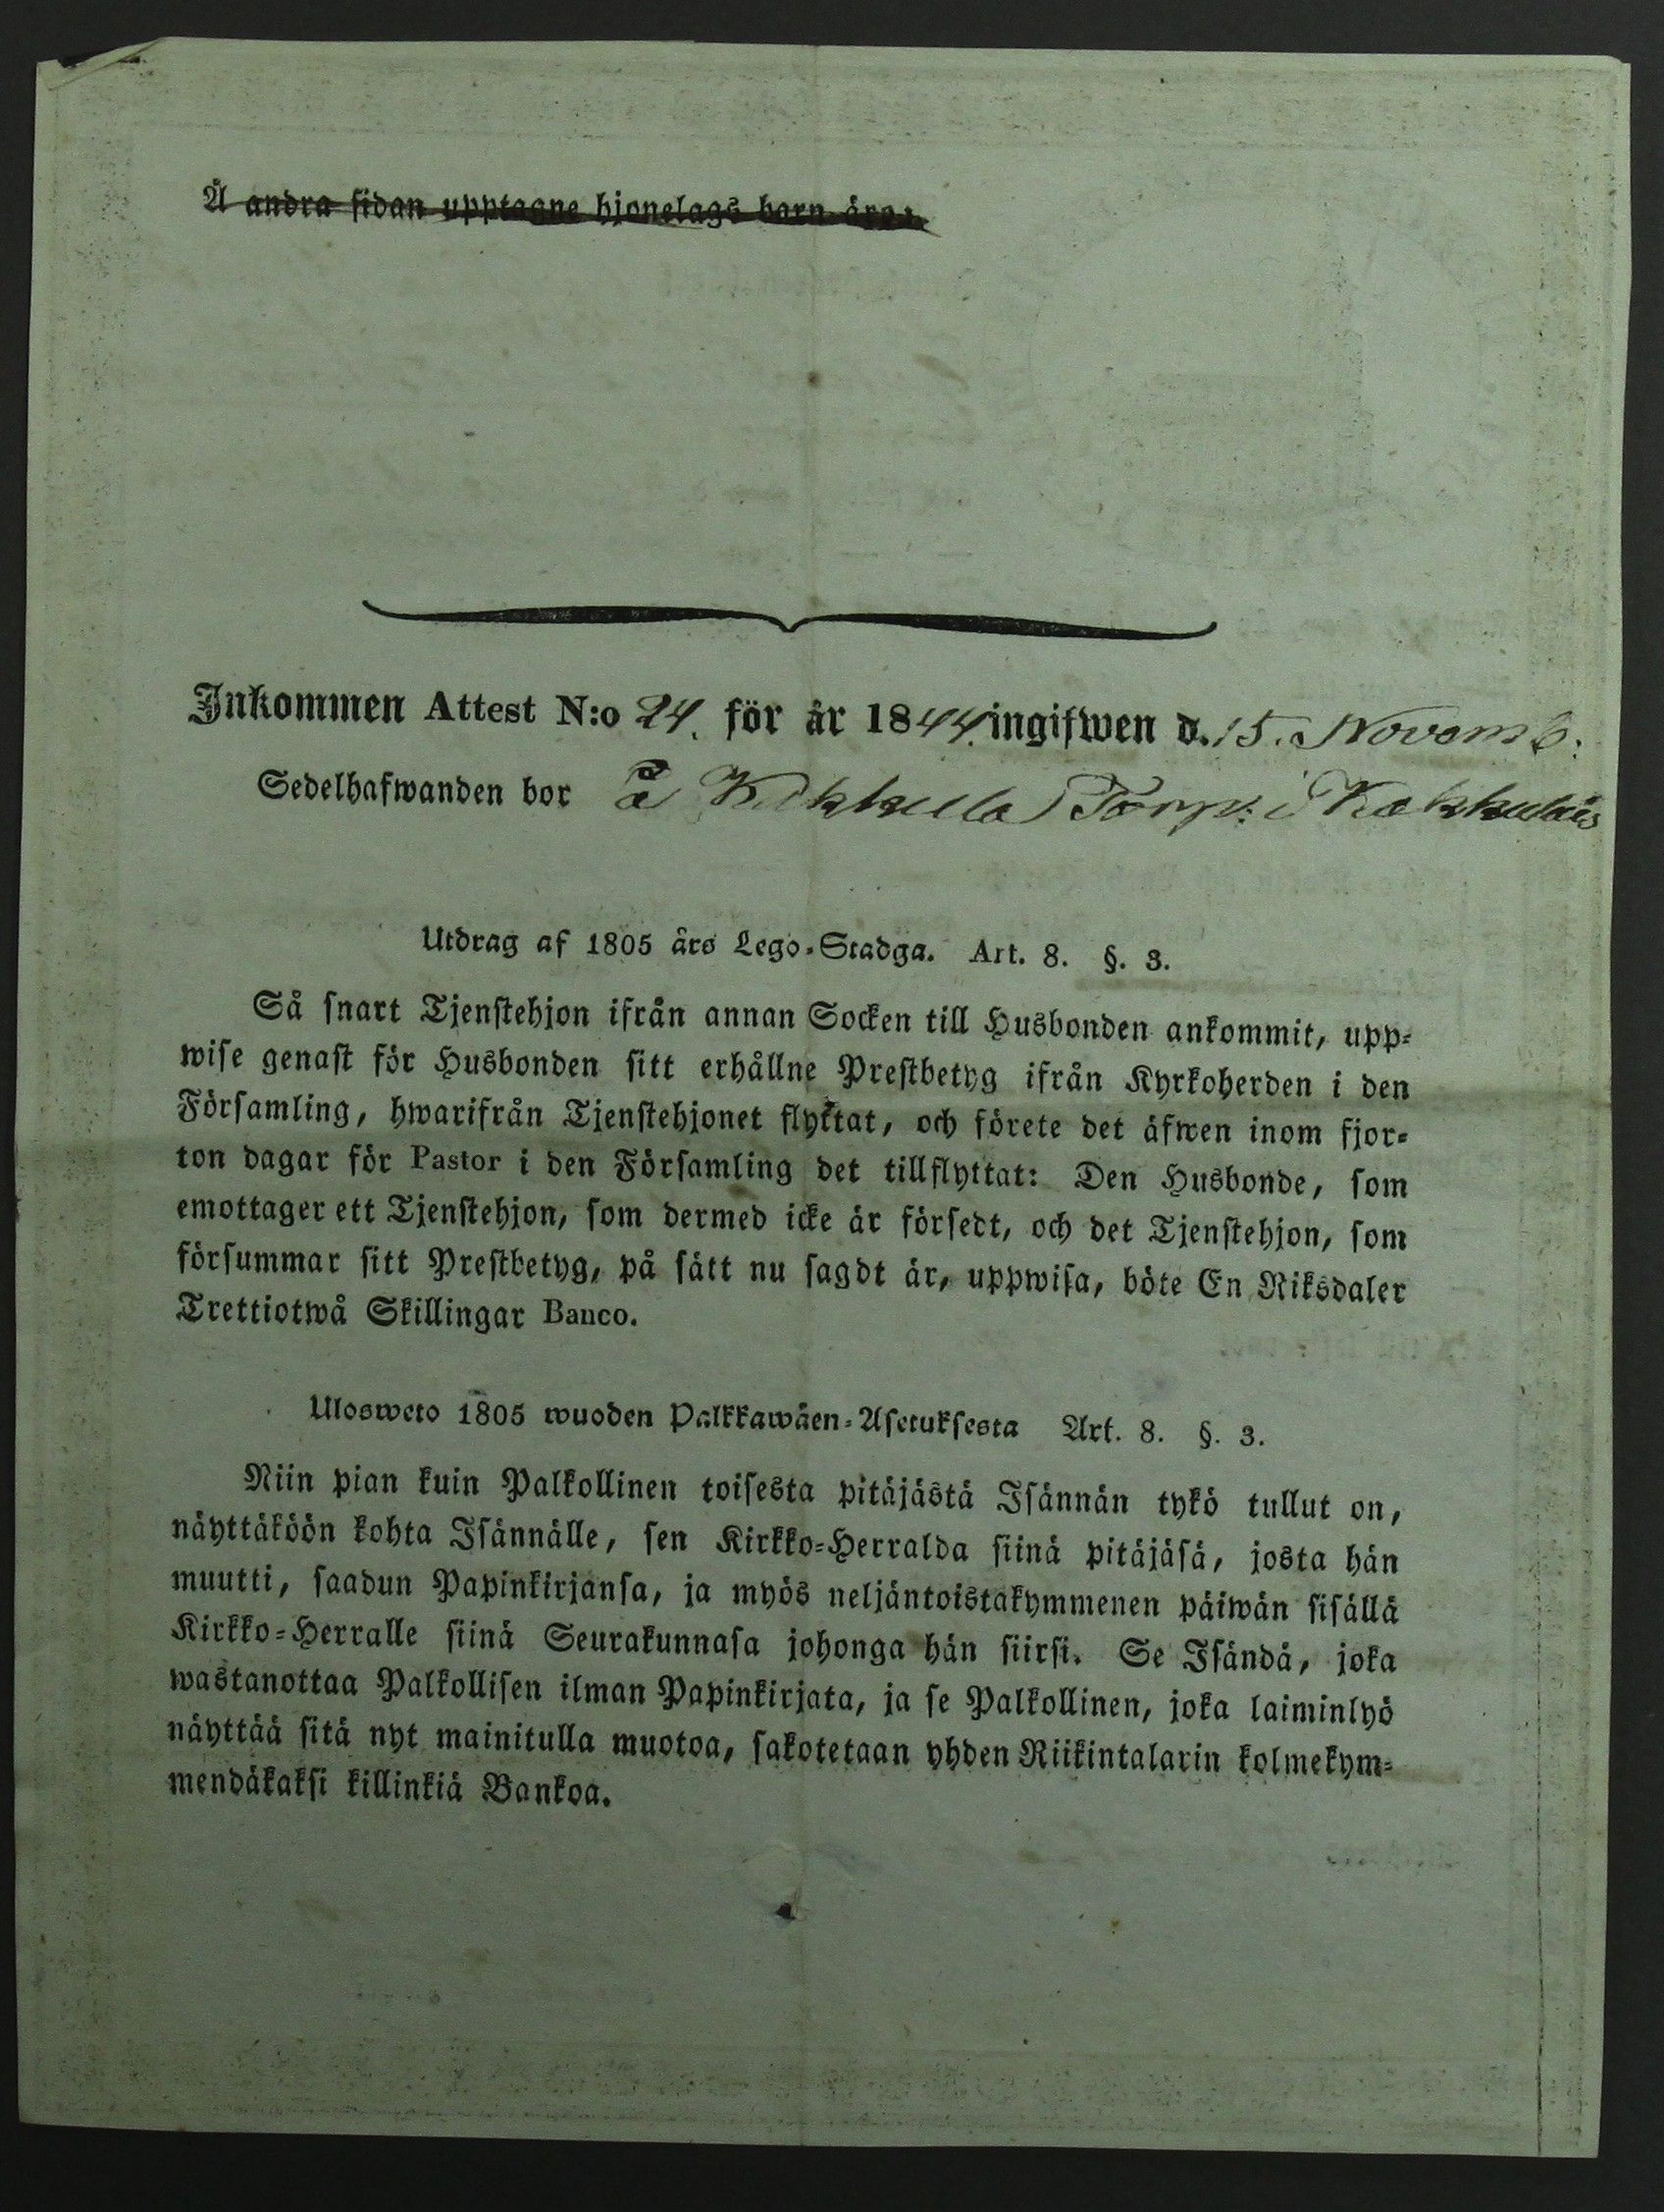 Å andra sidan upptagne hjonelags barn äro:
Inkommen Attest N:o 24. för år 1844. ingifwen d. 15. Novemb:
Sedelhafwanden bor å Torp: i
Utdrag af 1805 års Lego-Stadga. Art. 8. §. 3.
Så snart Tjenstehjon ifrån annan Socken till Husbonden ankommit, upp-
wise genast för Husbonden sitt erhållne Prestbetyg ifrån Kyrkoherden i den
Församling, hwarifrån Tjenstehjonet flyttat, och förete det äfwen inom fjor-
ton dagar för Pastor i den Församling det tillflyttat: Den Husbonde, som
emottager ett Tjenstehjon, som dermed icke är försedt, och det Tjenstehjon, som
försummar sitt Prestbetyg, på sätt nu sagdt är, uppwisa, böte En Riksdaler
Trettiotwå Skillingar Banco.
Ulosweto 1805 wuoden Palkkawäen-Asetuksesta Art. 8. §. 3.
Niin pian kuin Palkollinen toisesta pitäjästä Isännän tykö tullut on,
näyttäköön kohta Isännälle, sen Kirkko-Herralda siinä pitäjäsä, josta hän
muutti, saadun Papinkirjansa, ja myös neljäntoistakymmenen päiwän sisällä
Kirkko-Herralle siinä Seurakunnasa johonga hän siirsi. Se Isändä, joka
wastanottaa Palkollisen ilman Papinkirjata, ja se Palkollinen, joka laiminlyö
näyttää sitä nyt mainitulla muotoa, sakotetaan yhden Riikintalarin kolmekym-
mendäkaksi killinkiä Bankoa.